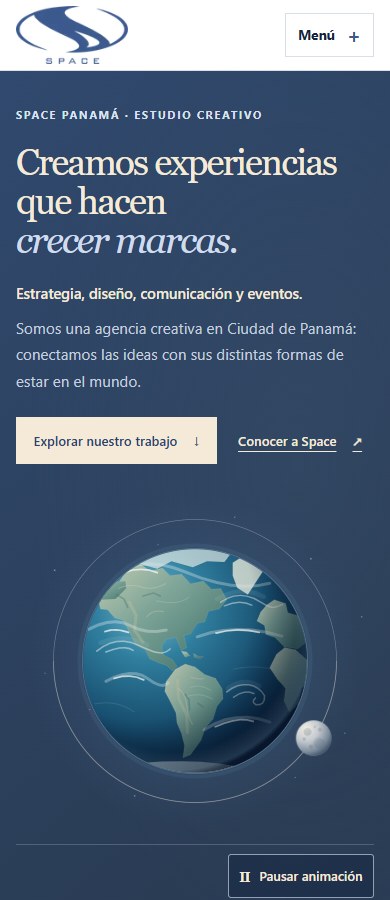 SPACE
Menú +
SPACE PANAMÁ · ESTUDIO CREATIVO
Creamos experiencias
que hacen
crecer marcas.
Estrategia, diseño, comunicación y eventos.
Somos una agencia creativa en Ciudad de Panamá:
conectamos las ideas con sus distintas formas de
estar en el mundo.
Explorar nuestro trabajo ↓
Conocer a Space ↗
Pausar animación